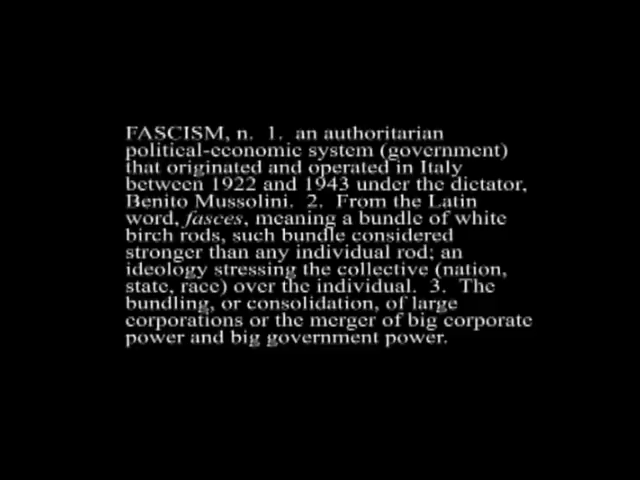 FASCISM, n.  1.  an authoritarian
political-economic system (government)
that originated and operated in Italy
between 1922 and 1943 under the dictator,
Benito Mussolini.  2.  From the Latin
word, fasces, meaning a bundle of white
birch rods, such bundle considered
stronger than any individual rod; an
ideology stressing the collective (nation,
state, race) over the individual.  3.  The
bundling, or consolidation, of large
corporations or the merger of big corporate
power and big government power.